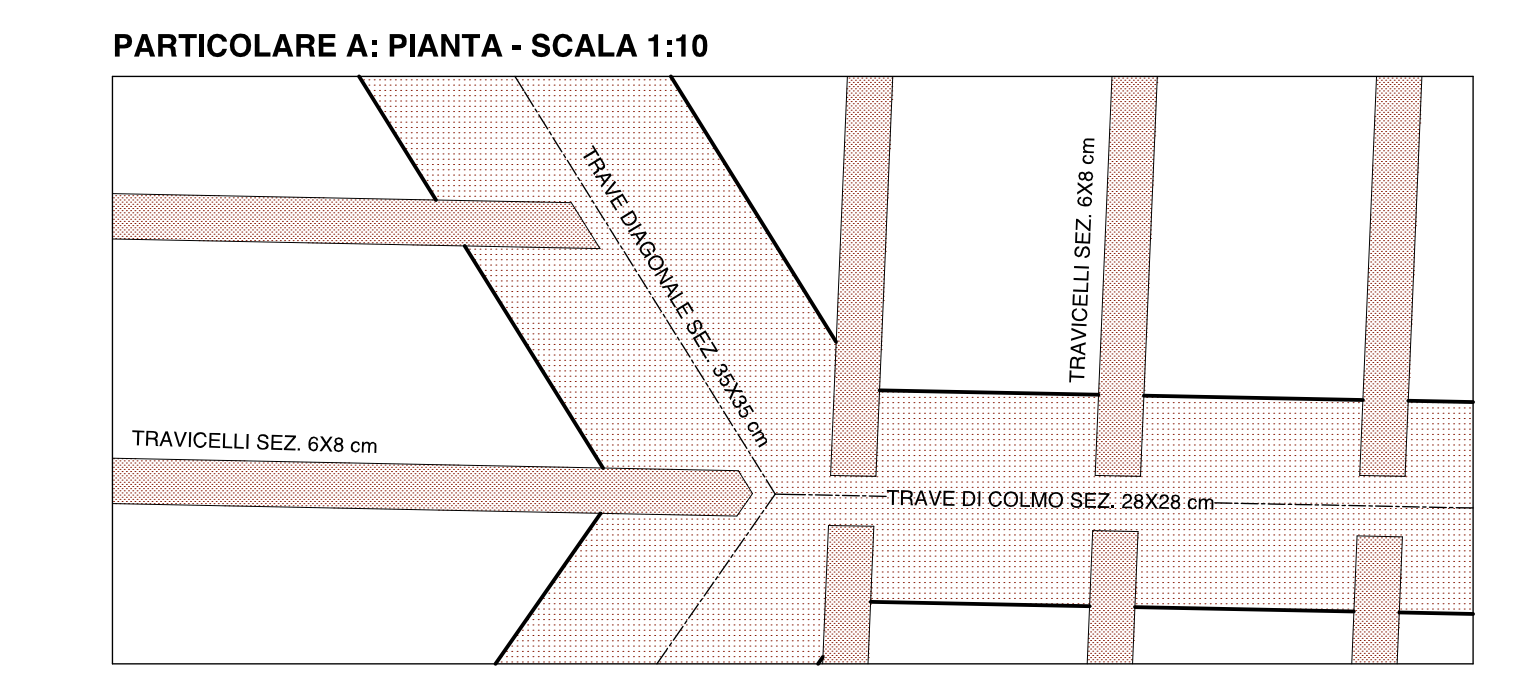 PARTICOLARE A: PIANTA - SCALA 1:10
TRAVE DIAGONALE SEZ. 35X35 cm
TRAVICELLI SEZ. 6X8 cm
TRAVICELLI SEZ. 6X8 cm
TRAVE DI COLMO SEZ. 28X28 cm